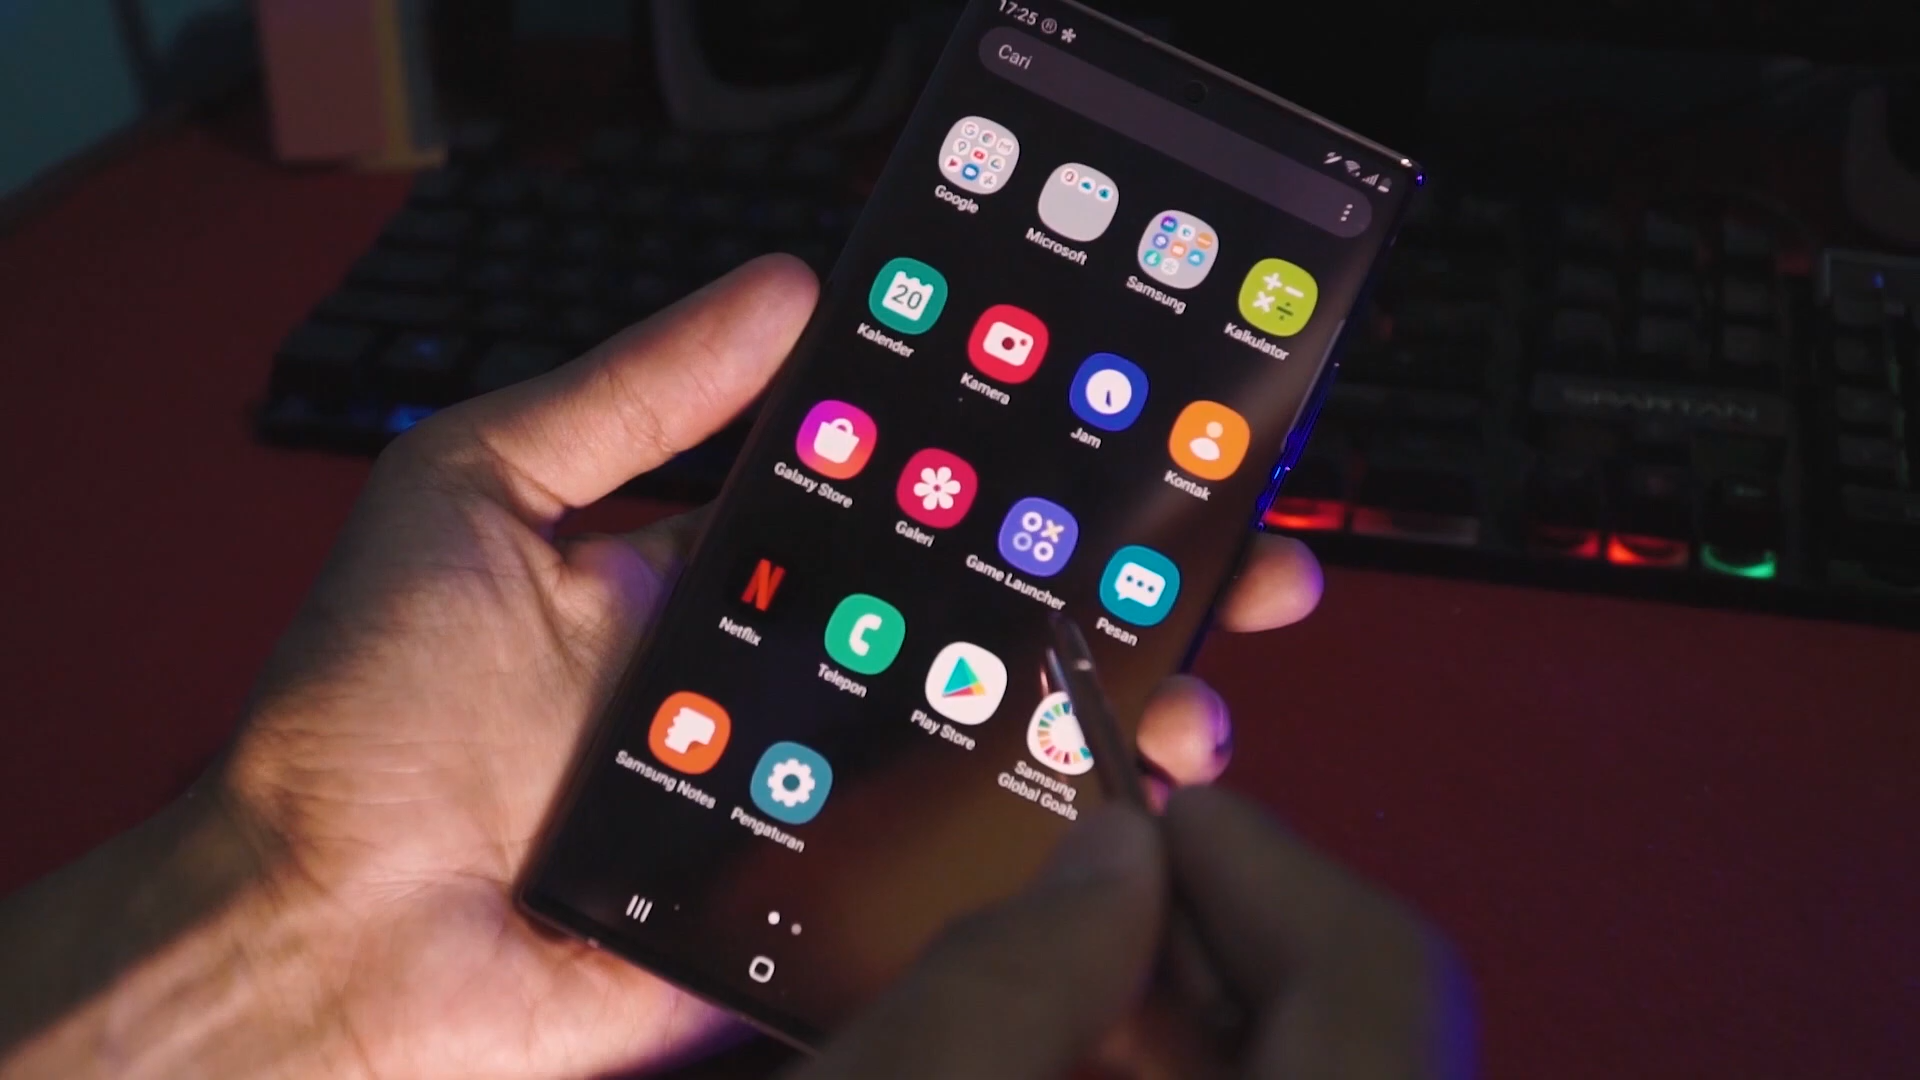 17:25
Cari
Google
Microsoft
Samsung
Kalkulator
20
Kalender
Kamera
Jam
Kontak
Galaxy Store
Galeri
Game Launcher
Pesan
N
Netflix
Telepon
Play Store
Samsung
Global Goals
Samsung Notes
Pengaturan
SPARTAN